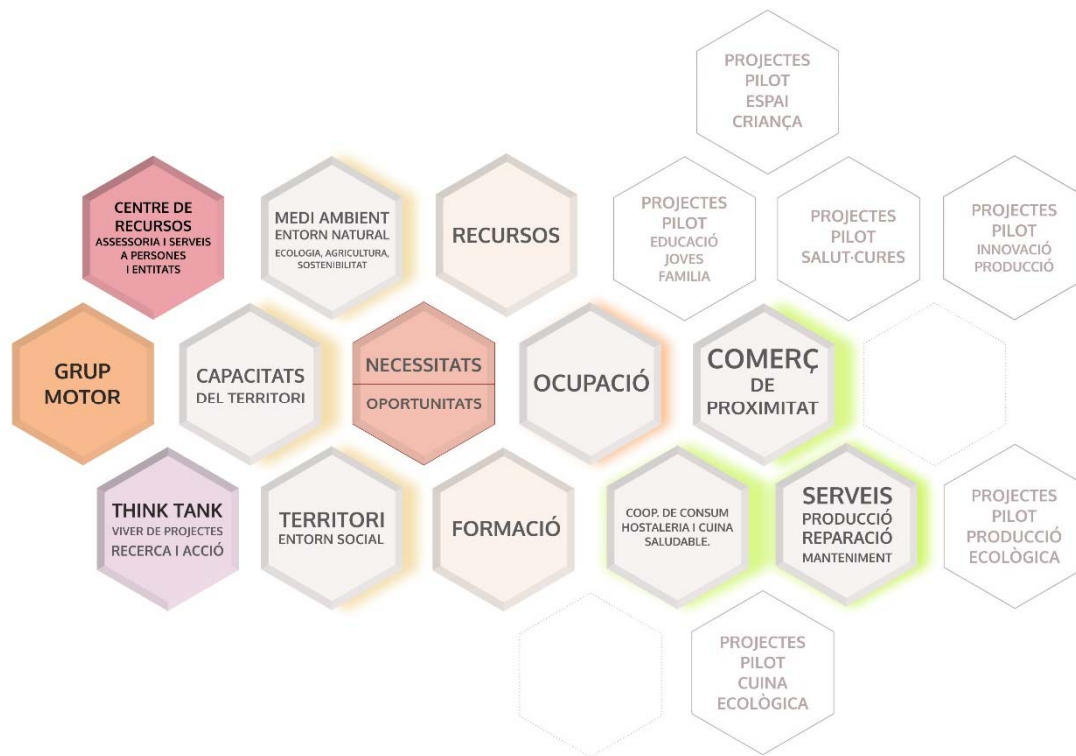 PROJECTES
PILOT
ESPAI
CRIANÇA
CENTRE DE
RECURSOS
ASSESSORIA I SERVEIS
A PERSONES
I ENTITATS
MEDI AMBIENT
ENTORN NATURAL
ECOLOGIA, AGRICULTURA,
SOSTENIBILITAT
RECURSOS
PROJECTES
PILOT
EDUCACIÓ
JOVES
FAMILIA
PROJECTES
PILOT
SALUT·CURES
PROJECTES
PILOT
INNOVACIÓ
PRODUCCIÓ
GRUP
MOTOR
CAPACITATS
DEL TERRITORI
NECESSITATS
OPORTUNITATS
OCUPACIÓ
COMERÇ
DE
PROXIMITAT
THINK TANK
VIVER DE PROJECTES
RECERCA I ACCIÓ
TERRITORI
ENTORN SOCIAL
FORMACIÓ
COOP. DE CONSUM
HOSTALERIA I CUINA
SALUDABLE.
SERVEIS
PRODUCCIÓ
REPARACIÓ
MANTENIMENT
PROJECTES
PILOT
PRODUCCIÓ
ECOLÒGICA
PROJECTES
PILOT
CUINA
ECOLÒGICA